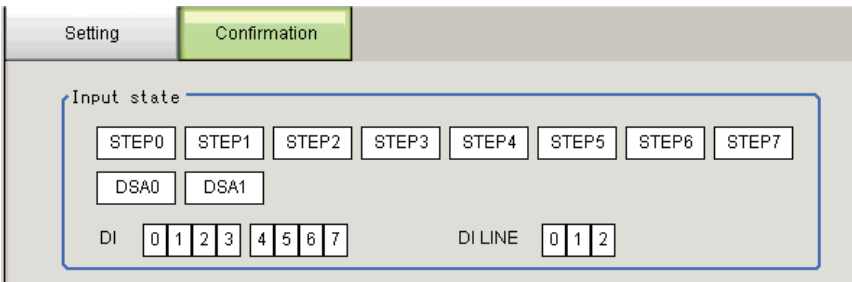 Setting Confirmation
Input state
STEP0 STEP1 STEP2 STEP3 STEP4 STEP5 STEP6 STEP7
DSA0 DSA1
DI 0 1 2 3 4 5 6 7 DI LINE 0 1 2